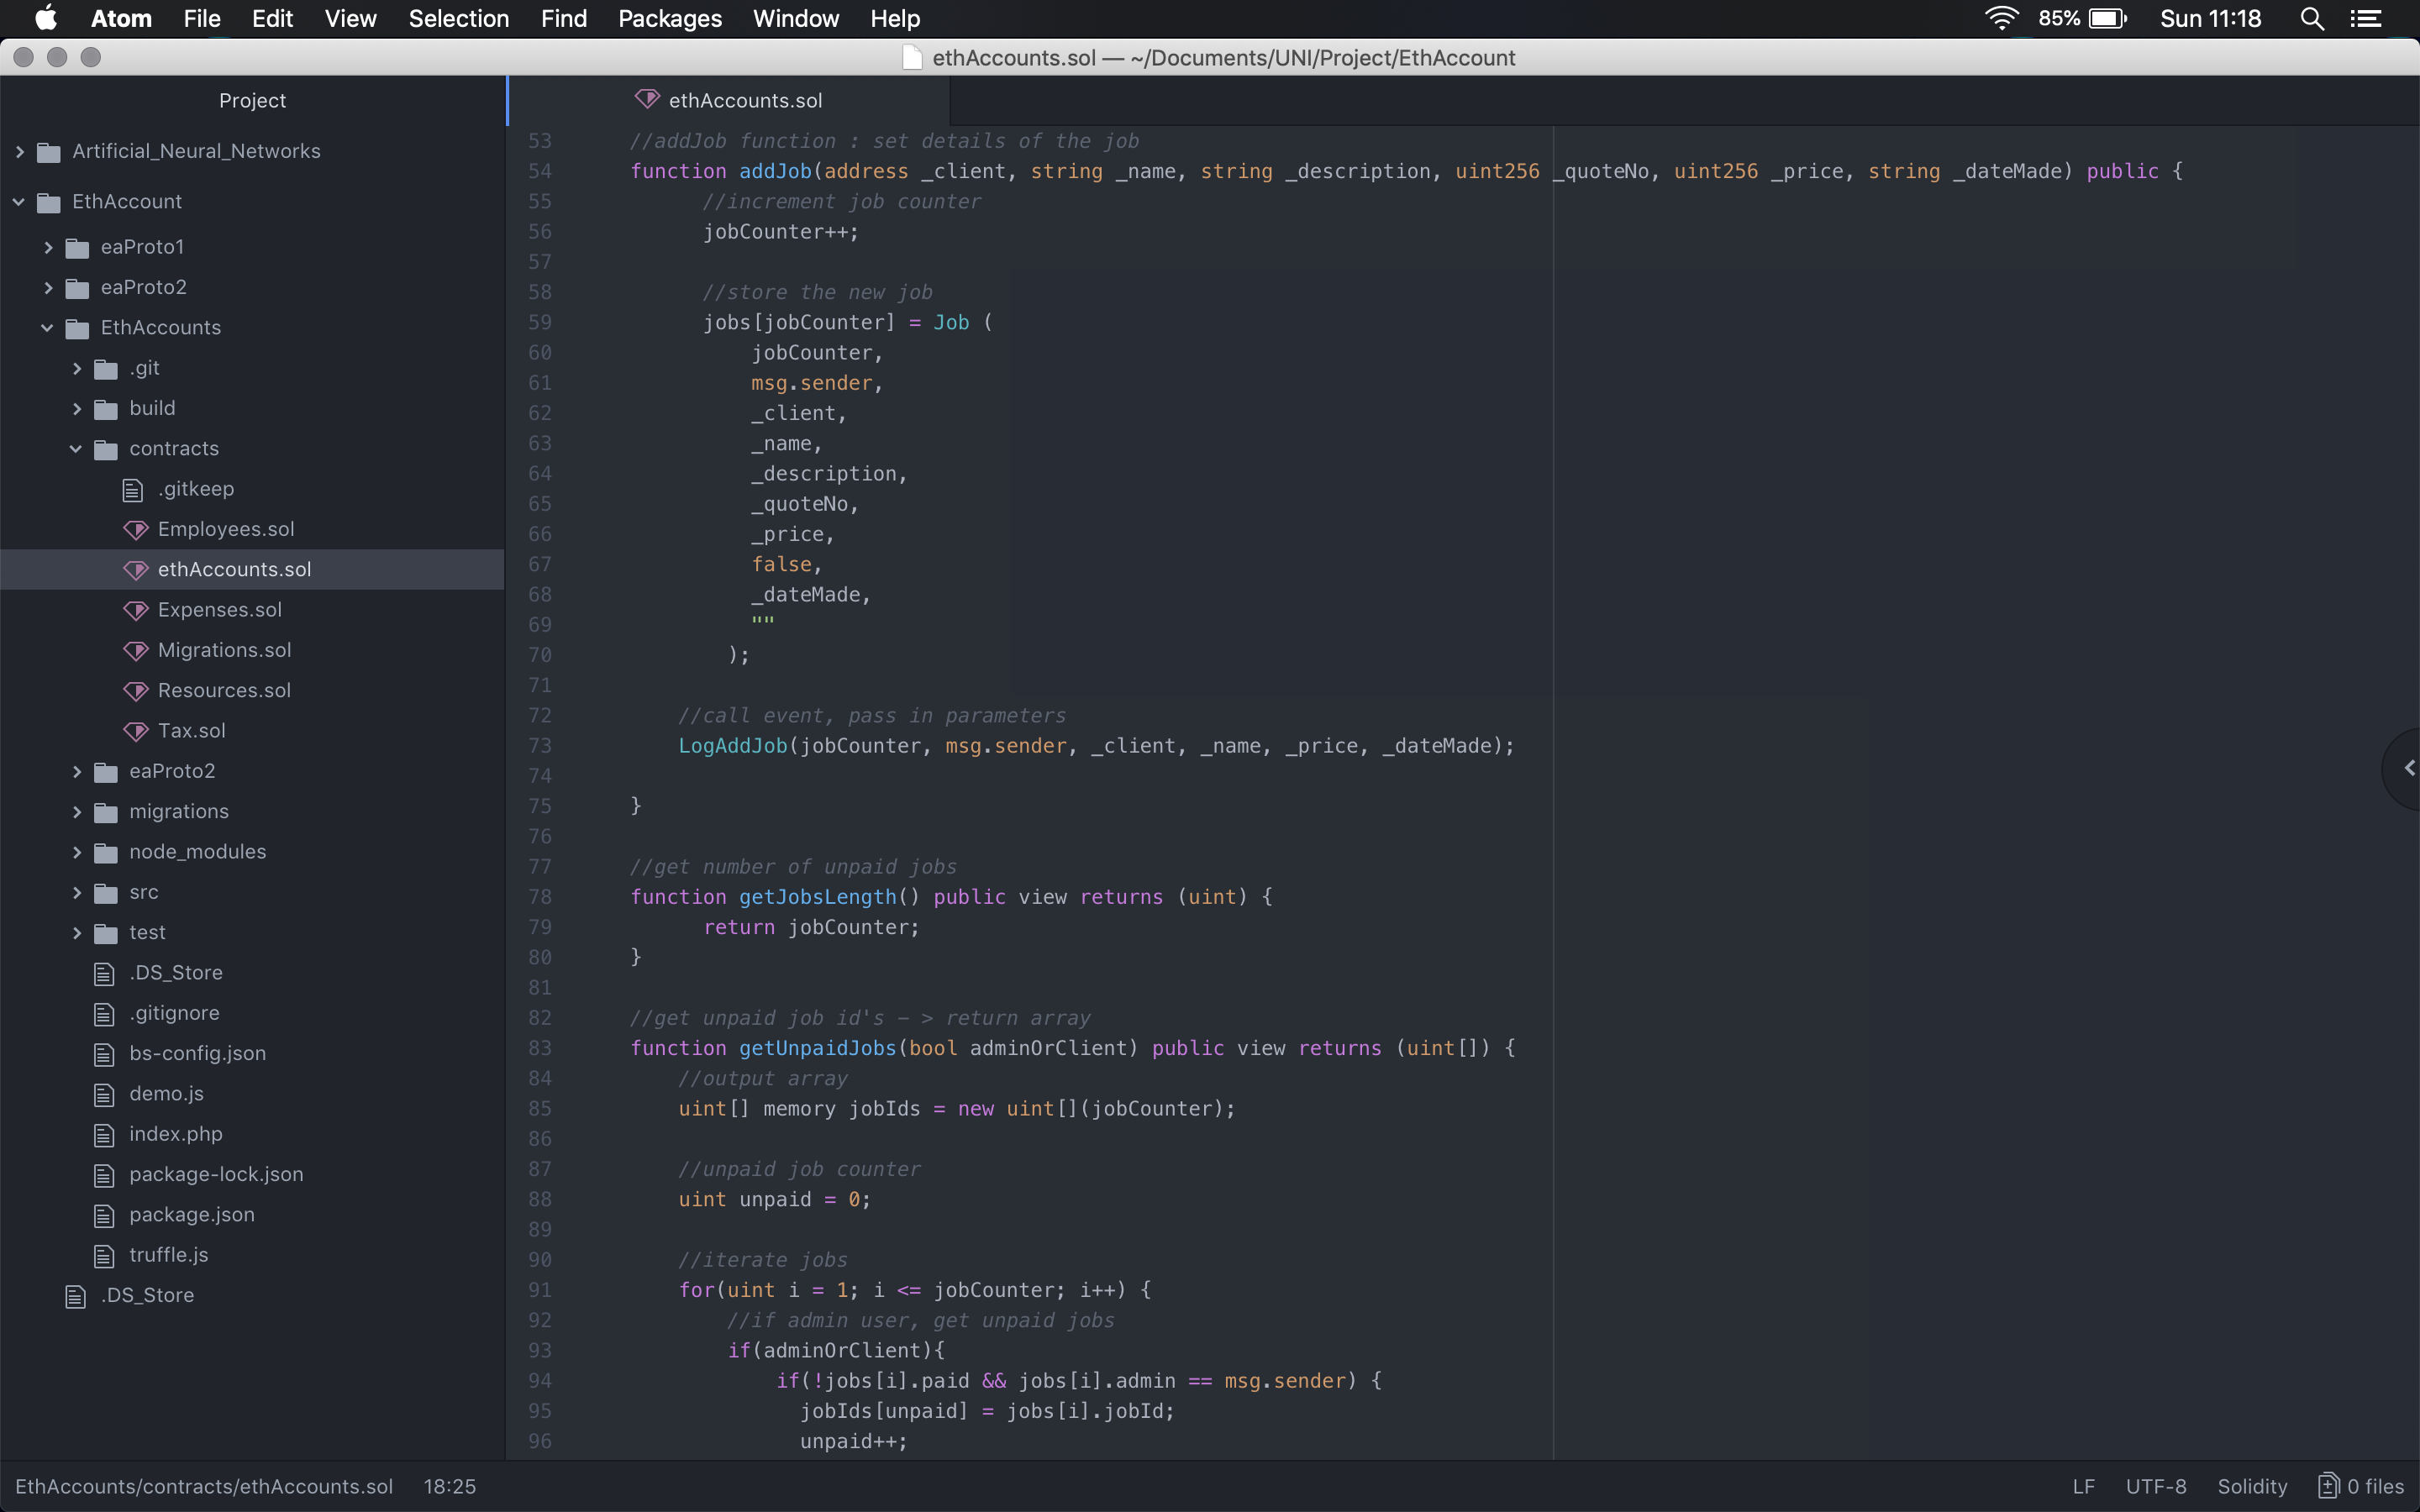 Atom File Edit View Selection Find Packages Window Help 85% Sun 11:18
ethAccounts.sol — ~/Documents/UNI/Project/EthAccount
Project
Artificial_Neural_Networks
EthAccount
eaProto1
eaProto2
EthAccounts
.git
build
contracts
.gitkeep
Employees.sol
ethAccounts.sol
Expenses.sol
Migrations.sol
Resources.sol
Tax.sol
eaProto2
migrations
node_modules
src
test
.DS_Store
.gitignore
bs-config.json
demo.js
index.php
package-lock.json
package.json
truffle.js
.DS_Store
ethAccounts.sol
53 //addJob function : set details of the job
54 function addJob(address _client, string _name, string _description, uint256 _quoteNo, uint256 _price, string _dateMade) public {
55 //increment job counter
56 jobCounter++;
57
58 //store the new job
59 jobs[jobCounter] = Job (
60 jobCounter,
61 msg.sender,
62 _client,
63 _name,
64 _description,
65 _quoteNo,
66 _price,
67 false,
68 _dateMade,
69 ""
70 );
71
72 //call event, pass in parameters
73 LogAddJob(jobCounter, msg.sender, _client, _name, _price, _dateMade);
74
75 }
76
77 //get number of unpaid jobs
78 function getJobsLength() public view returns (uint) {
79 return jobCounter;
80 }
81
82 //get unpaid job id's - > return array
83 function getUnpaidJobs(bool adminOrClient) public view returns (uint[]) {
84 //output array
85 uint[] memory jobIds = new uint[](jobCounter);
86
87 //unpaid job counter
88 uint unpaid = 0;
89
90 //iterate jobs
91 for(uint i = 1; i <= jobCounter; i++) {
92 //if admin user, get unpaid jobs
93 if(adminOrClient){
94 if(!jobs[i].paid && jobs[i].admin == msg.sender) {
95 jobIds[unpaid] = jobs[i].jobId;
96 unpaid++;
EthAccounts/contracts/ethAccounts.sol 18:25 LF UTF-8 Solidity 0 files